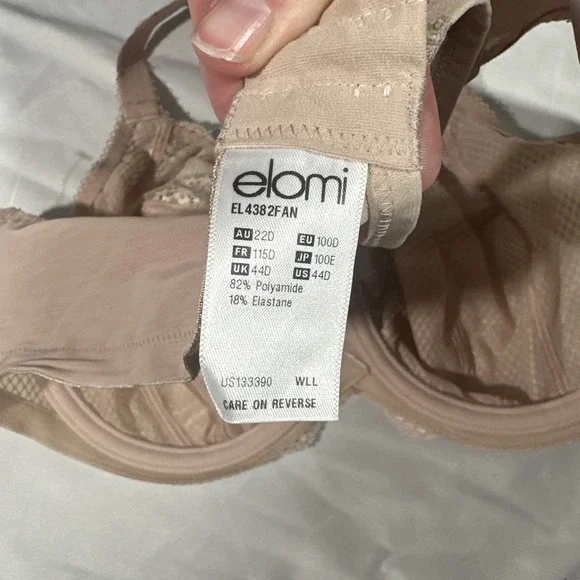 elomi
EL4382FAN
AU 22D EU 100D
FR 115D JP 100E
UK 44D US 44D
82% Polyamide
18% Elastane
US133390 WLL
CARE ON REVERSE